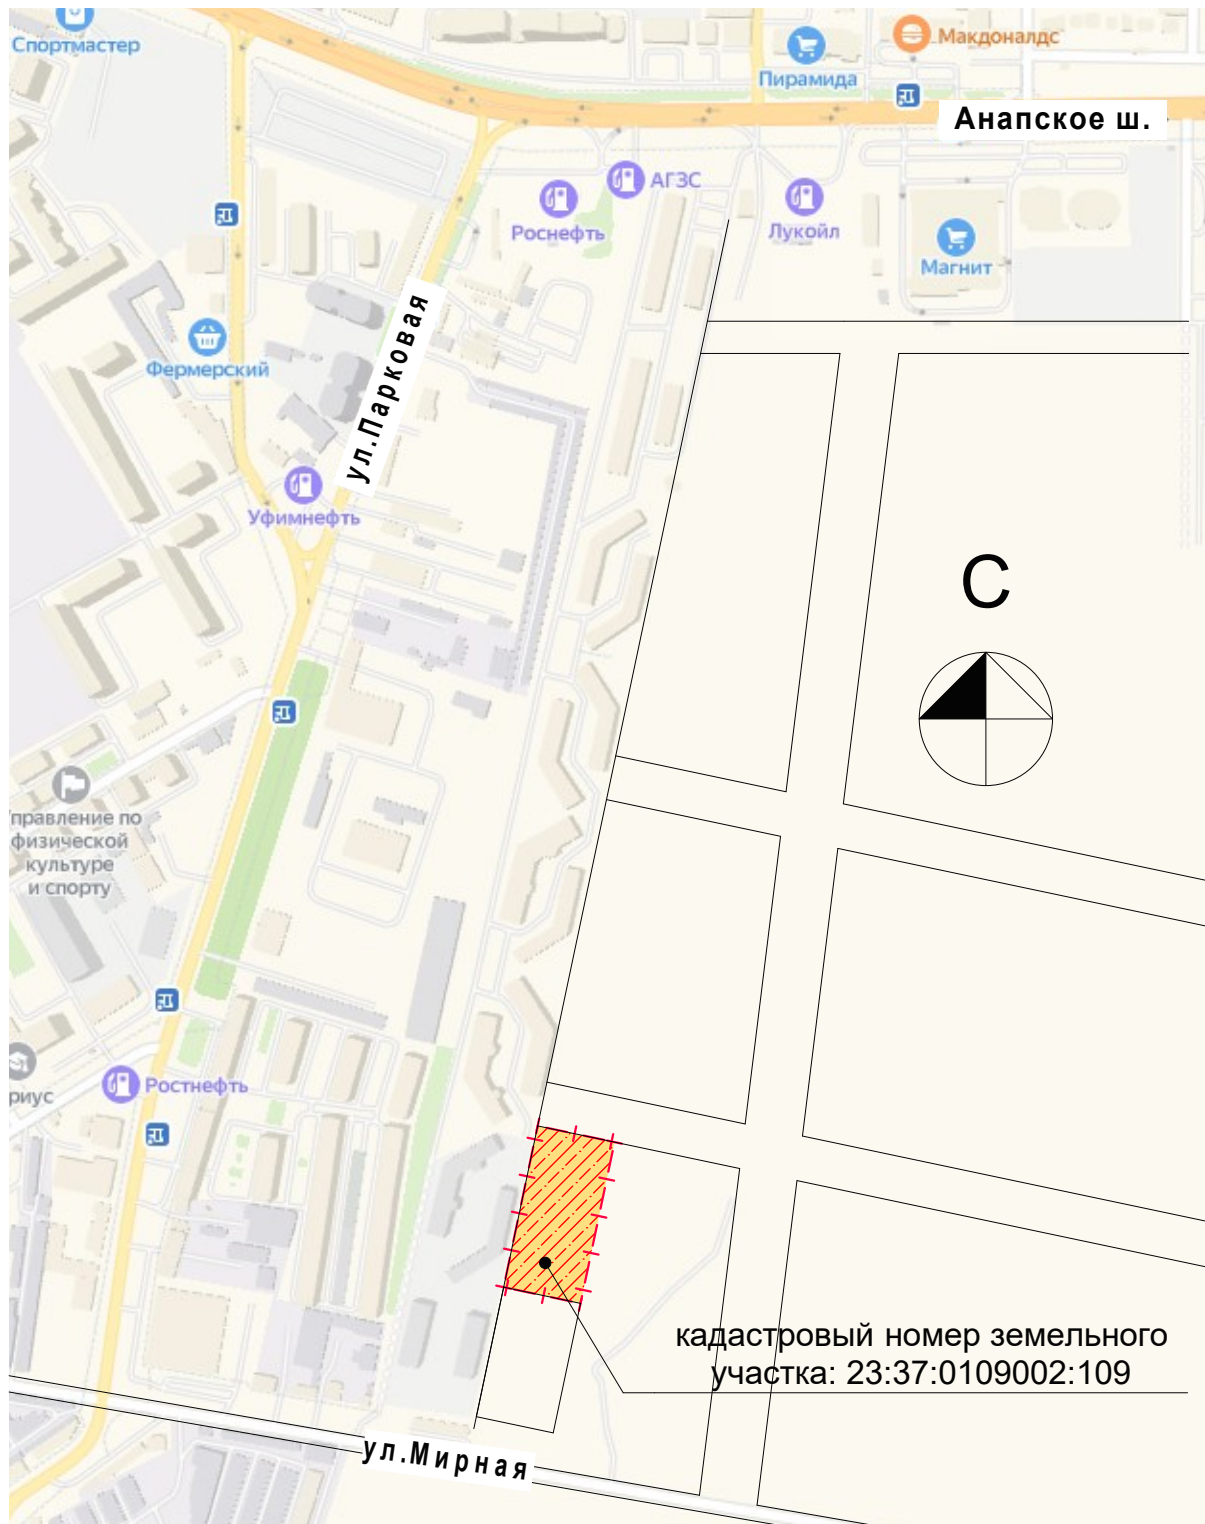 Спортмастер
Макдоналдс
Пирамида
Анапское ш.
АГЗС
Роснефть
Лукойл
Магнит
ул.Парковая
Фермерский
Уфимнефть
С
правление по
физической
культуре
и спорту
Ростнефть
риус
кадастровый номер земельного
участка: 23:37:0109002:109
ул.Мирная